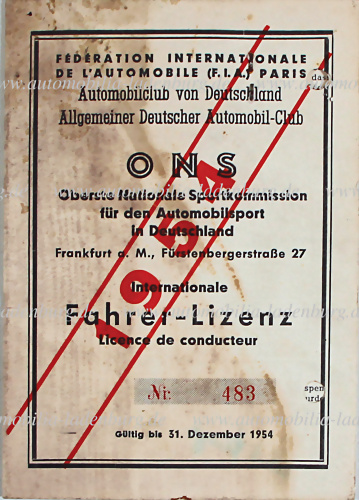 FÉDÉRATION INTERNATIONALE
DE L'AUTOMOBILE (F.I.A.) PARIS
Automobilclub von Deutschland
Allgemeiner Deutscher Automobil-Club
ONS
Oberste Nationale Sportkommission
für den Automobilsport
in Deutschland
Frankfurt a. M., Fürstenbergerstraße 27
1954
Internationale
Fahrer-Lizenz
Licence de conducteur
Nr. 483
Gültig bis 31. Dezember 1954